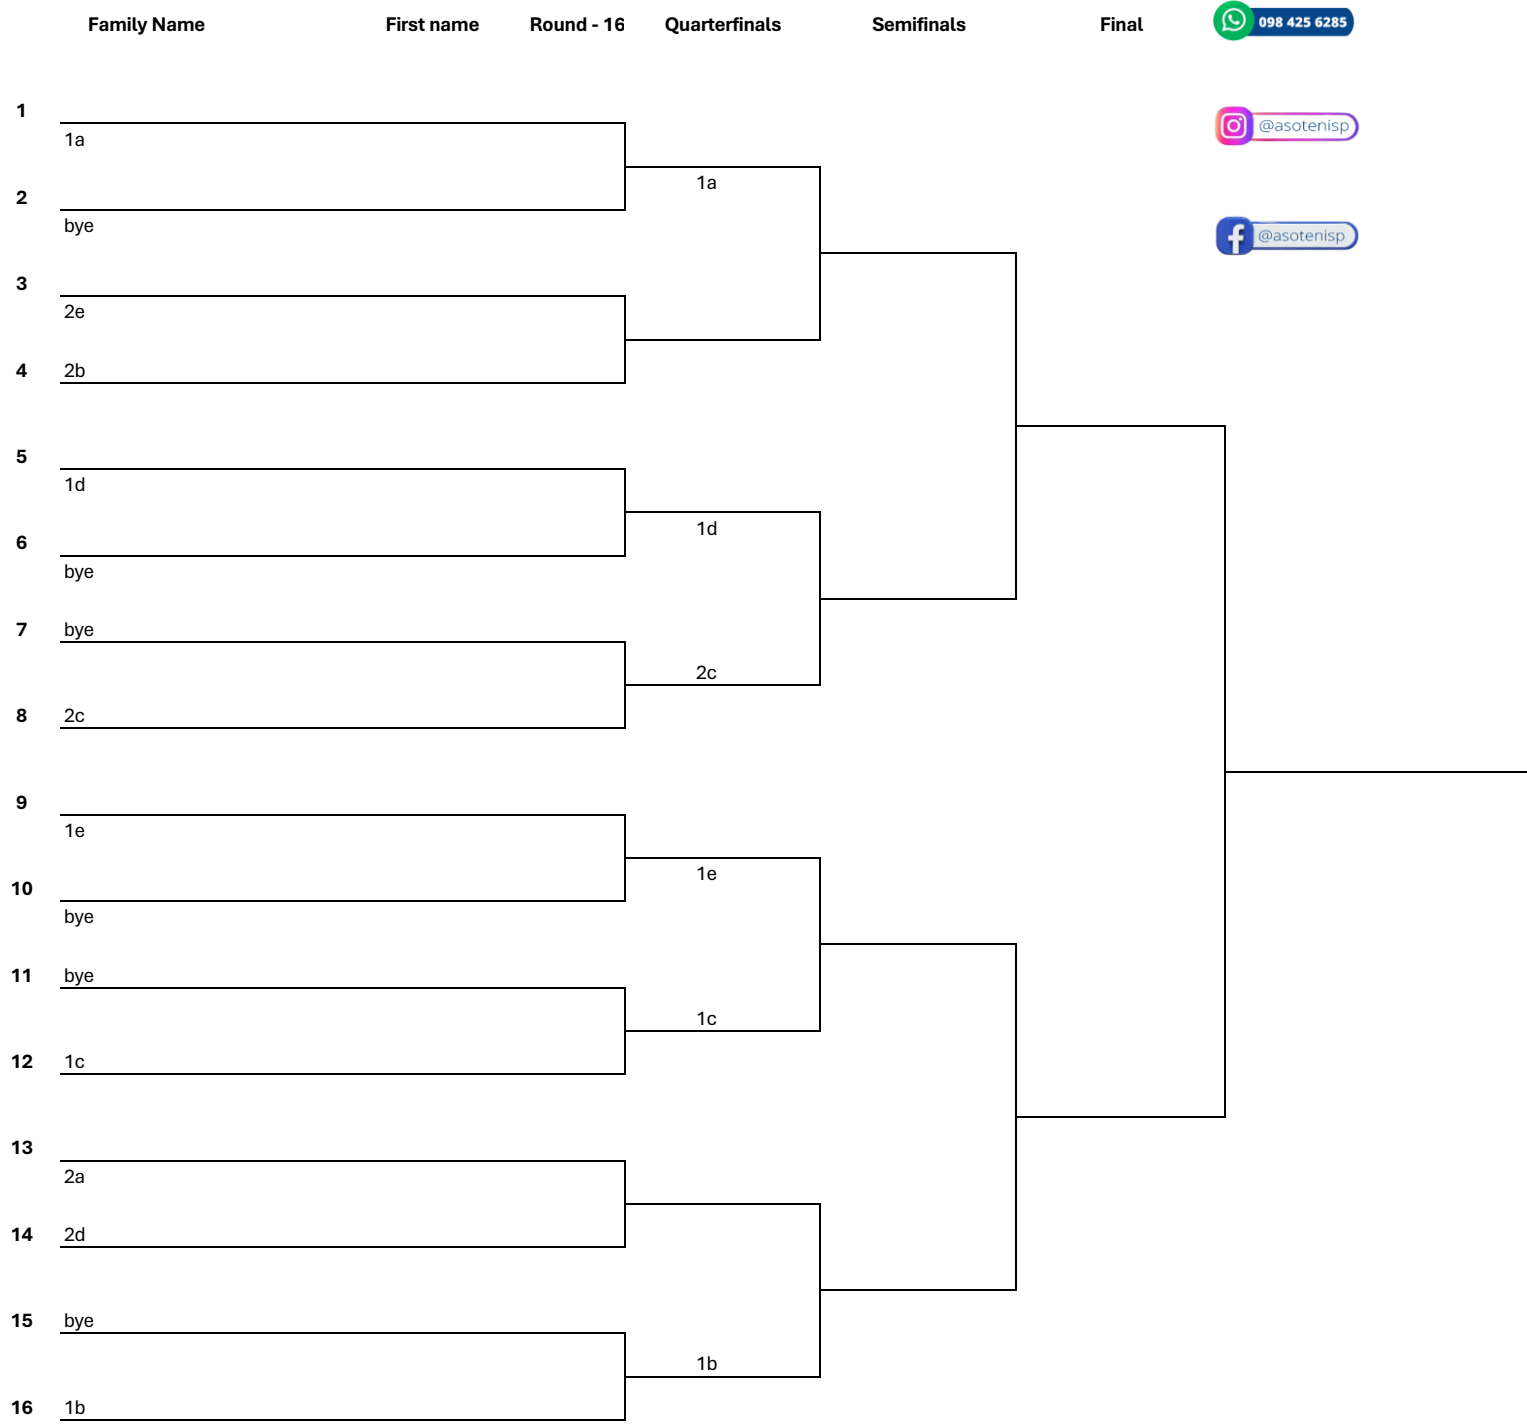 Family Name First name Round - 16 Quarterfinals Semifinals Final 098 425 6285
1
1a
@asotenisp
1a
2
bye
@asotenisp
3
2e
4 2b
5
1d
1d
6
bye
7 bye
2c
8 2c
9
1e
1e
10
bye
11 bye
1c
12 1c
13
2a
14 2d
15 bye
1b
16 1b